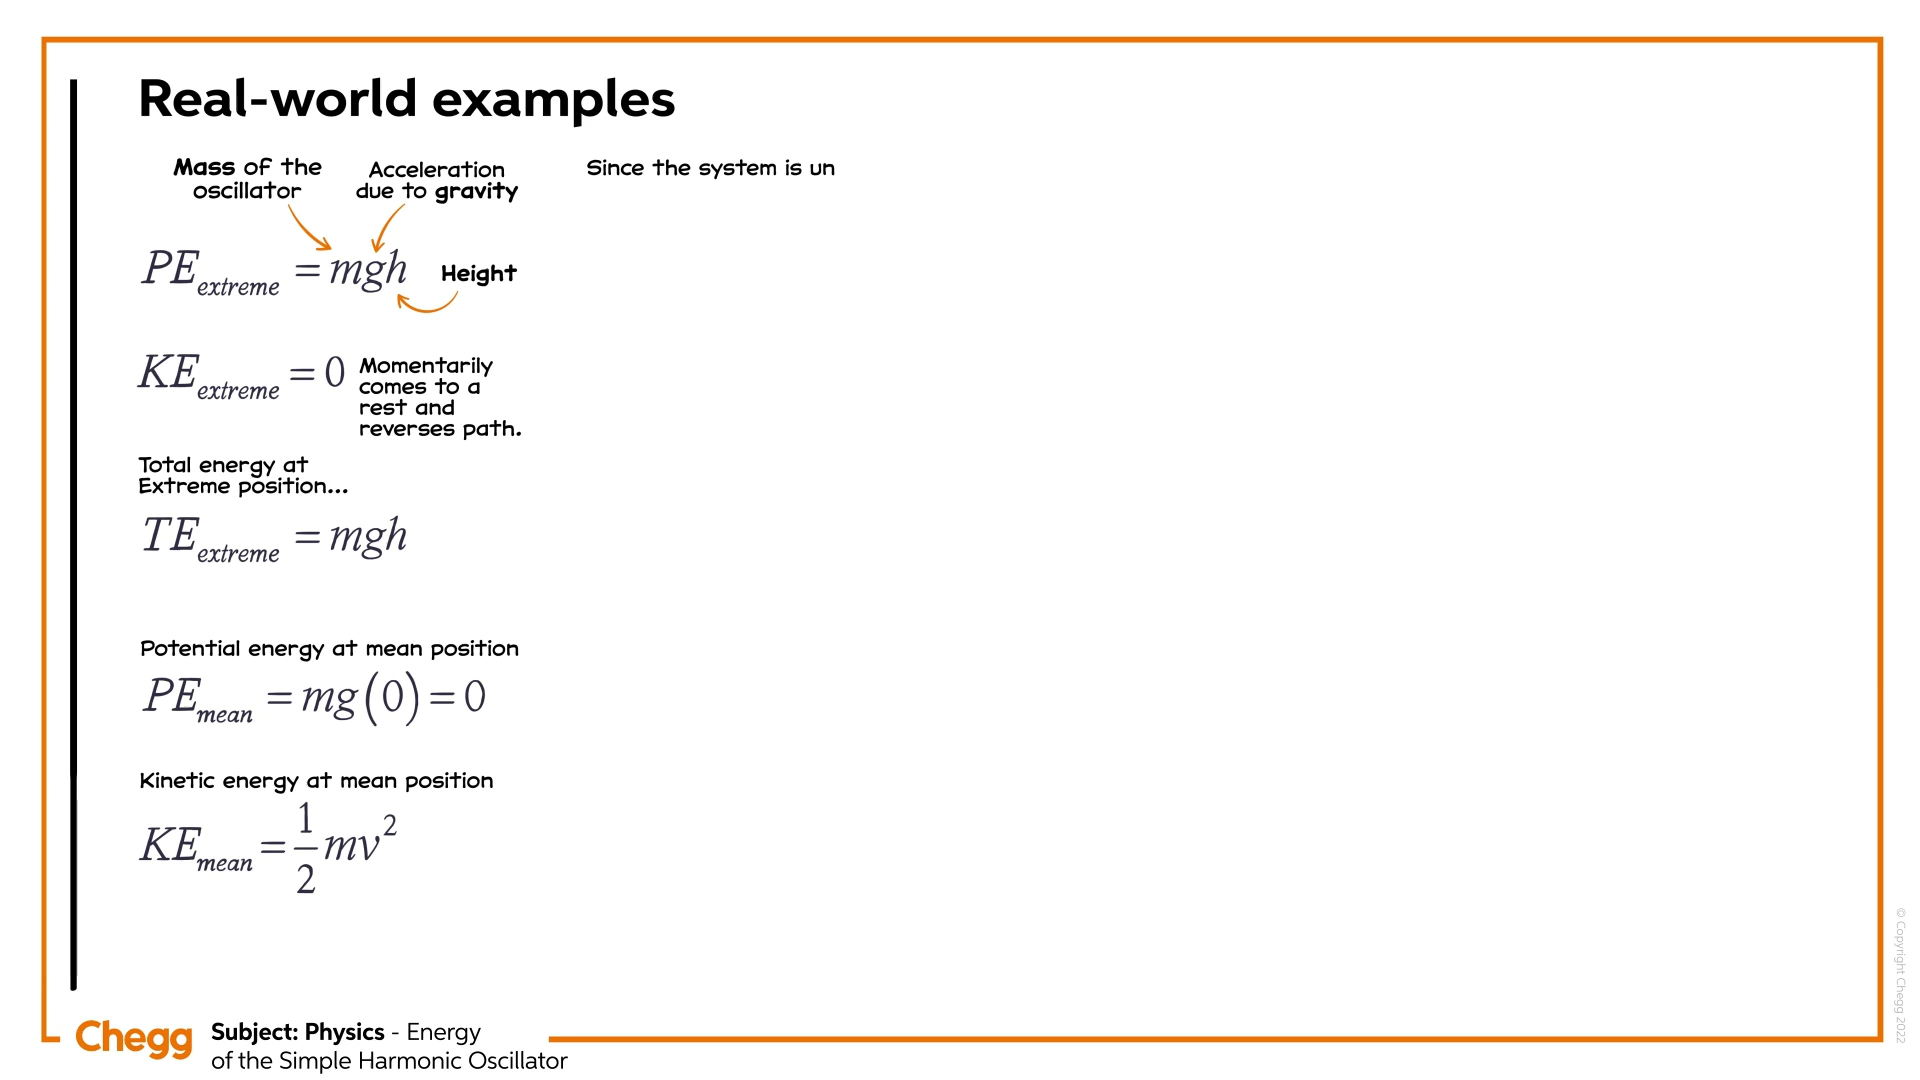 Real-world examples
Mass of the
oscillator
Acceleration
due to gravity
PE_extreme = mgh
Height
KE_extreme = 0
Momentarily
comes to a
rest and
reverses path.
Total energy at
Extreme position...
TE_extreme = mgh
Potential energy at mean position
PE_mean = mg(0) = 0
Kinetic energy at mean position
KE_mean = 1/2 mv²
Since the system is un
Chegg
Subject: Physics - Energy
of the Simple Harmonic Oscillator
© Copyright Chegg 2022